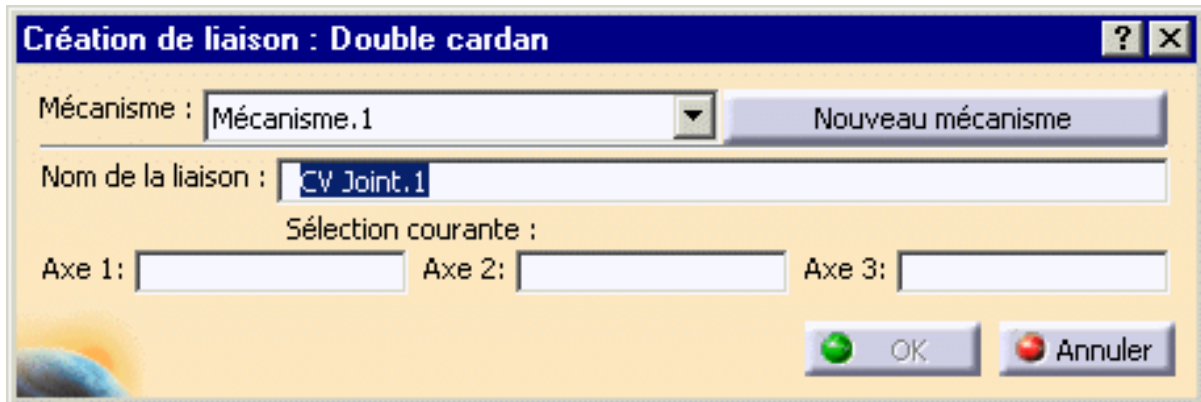 Création de liaison : Double cardan
Mécanisme : Mécanisme.1 Nouveau mécanisme
Nom de la liaison : CV Joint.1
Sélection courante :
Axe 1: Axe 2: Axe 3:
OK Annuler